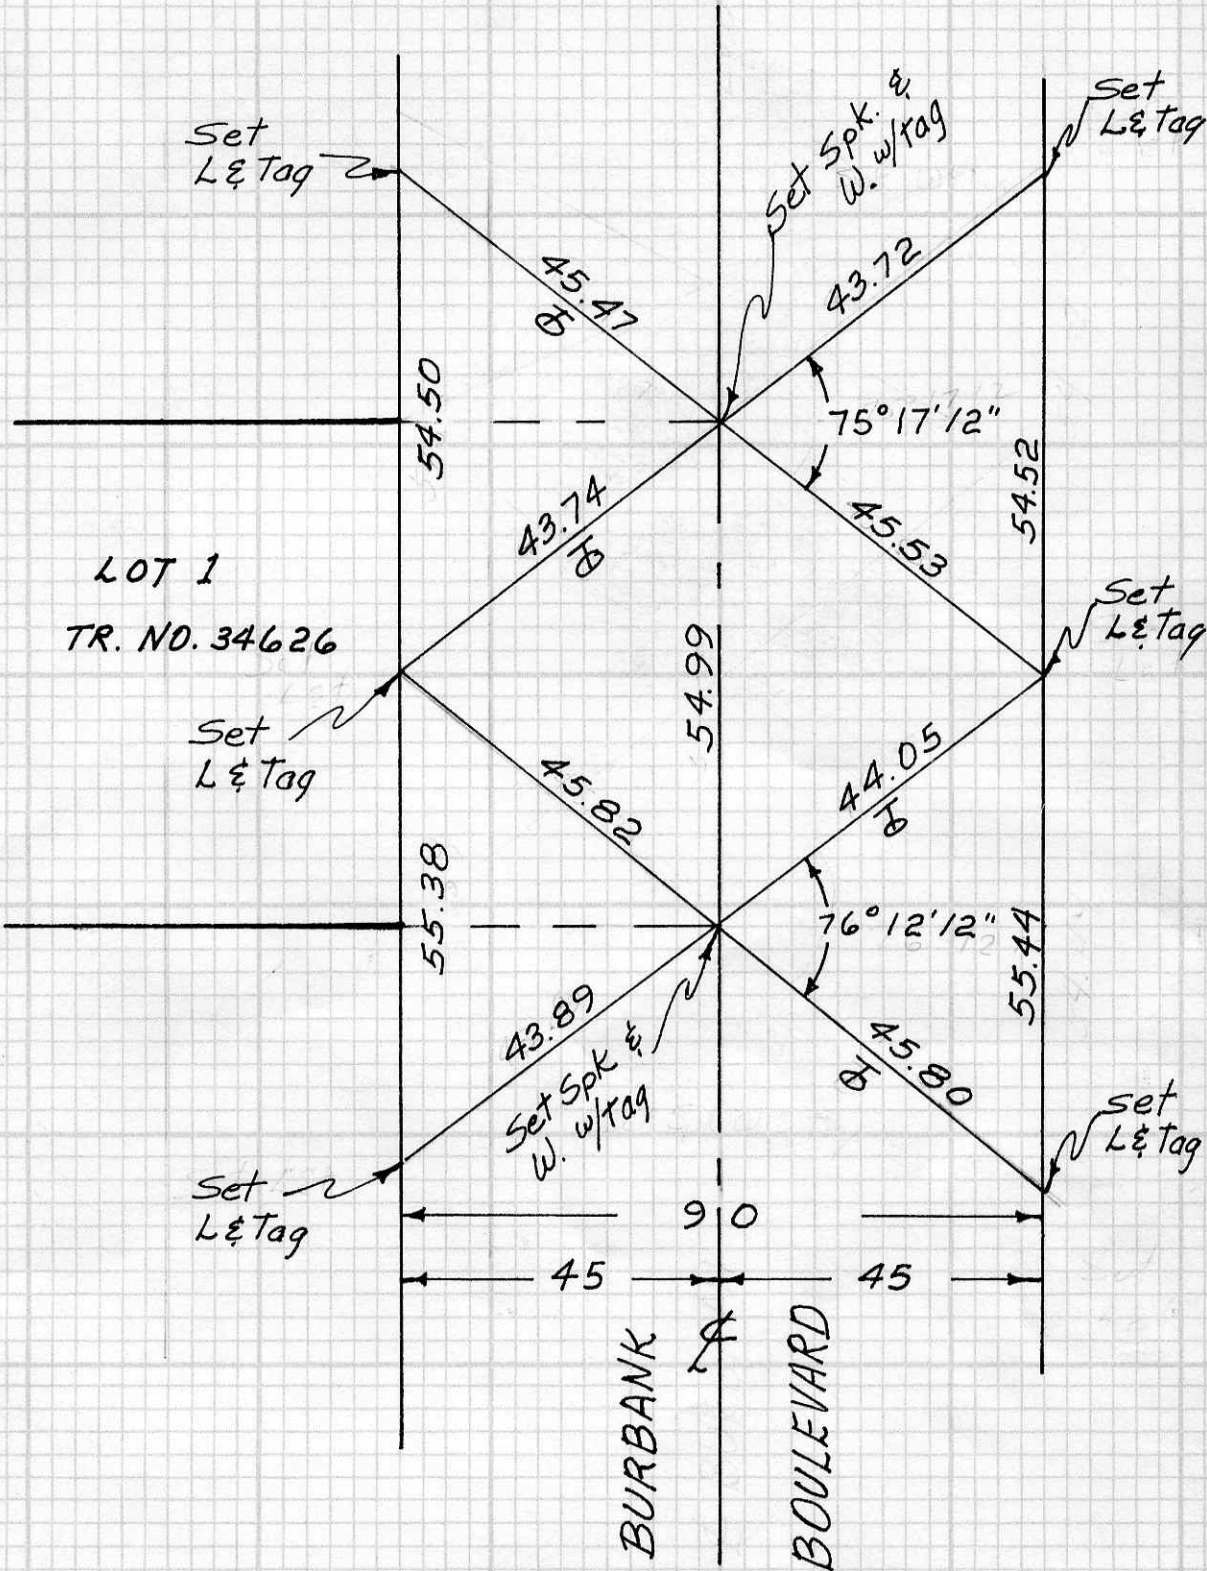 Set
L & Tag
Set Spk. &
W. w/tag
Set
L & Tag
45.47
43.72
54.50
75°17'12"
54.52
43.74
45.53
LOT 1
TR. NO. 34626
Set
L & Tag
54.99
Set
L & Tag
45.82
44.05
55.38
76°12'12"
55.44
43.89
Set Spk &
W. w/tag
45.80
Set
L & Tag
Set
L & Tag
90
45
45
BURBANK
℄
BOULEVARD